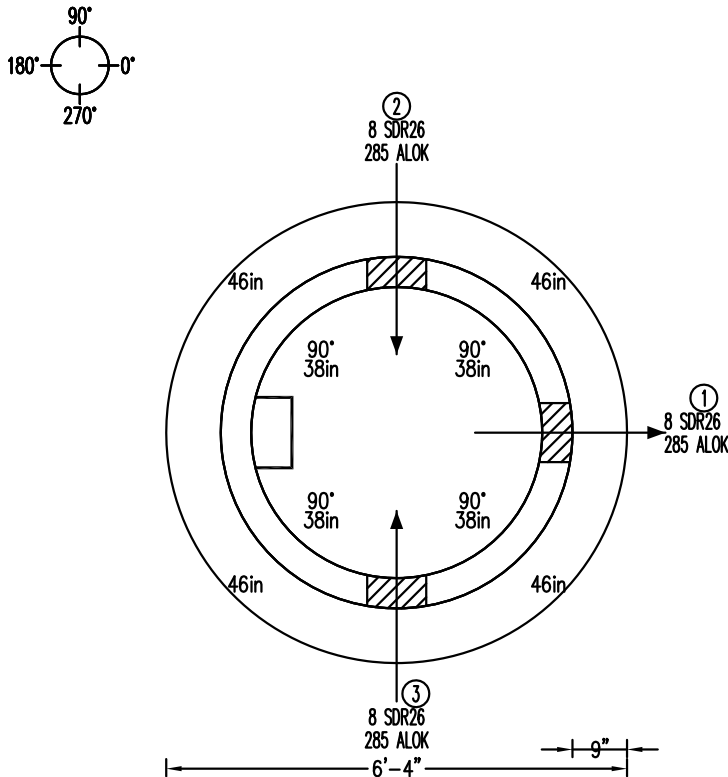 90°
180° 0°
270°
2
8 SDR26
285 ALOK
46in 46in
90° 90°
38in 38in
1
8 SDR26
285 ALOK
90° 90°
38in 38in
46in 46in
3
8 SDR26
285 ALOK
9"
6'-4"